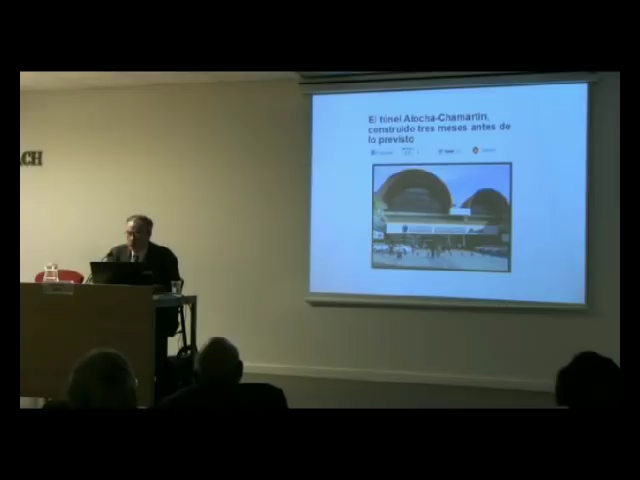 ACH
El túnel Atocha-Chamartín,
construido tres meses antes de
lo previsto